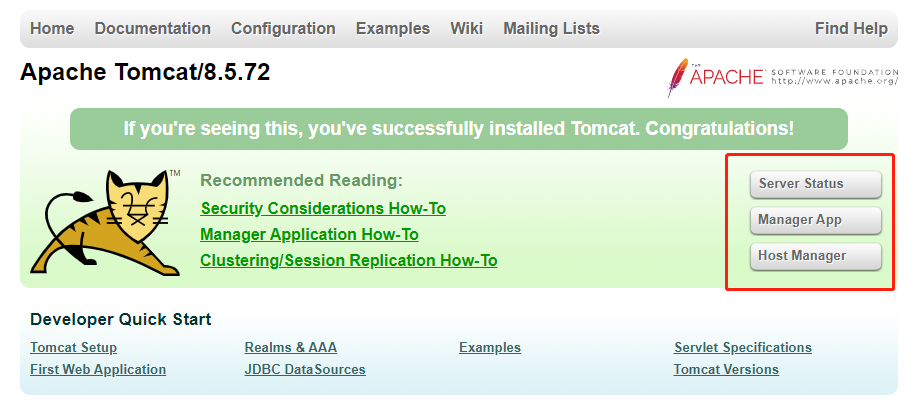 Home Documentation Configuration Examples Wiki Mailing Lists Find Help
Apache Tomcat/8.5.72
THE
APACHE SOFTWARE FOUNDATION
http://www.apache.org/
If you're seeing this, you've successfully installed Tomcat. Congratulations!
TM
Recommended Reading:
Security Considerations How-To
Manager Application How-To
Clustering/Session Replication How-To
Server Status
Manager App
Host Manager
Developer Quick Start
Tomcat Setup Realms & AAA Examples Servlet Specifications
First Web Application JDBC DataSources Tomcat Versions